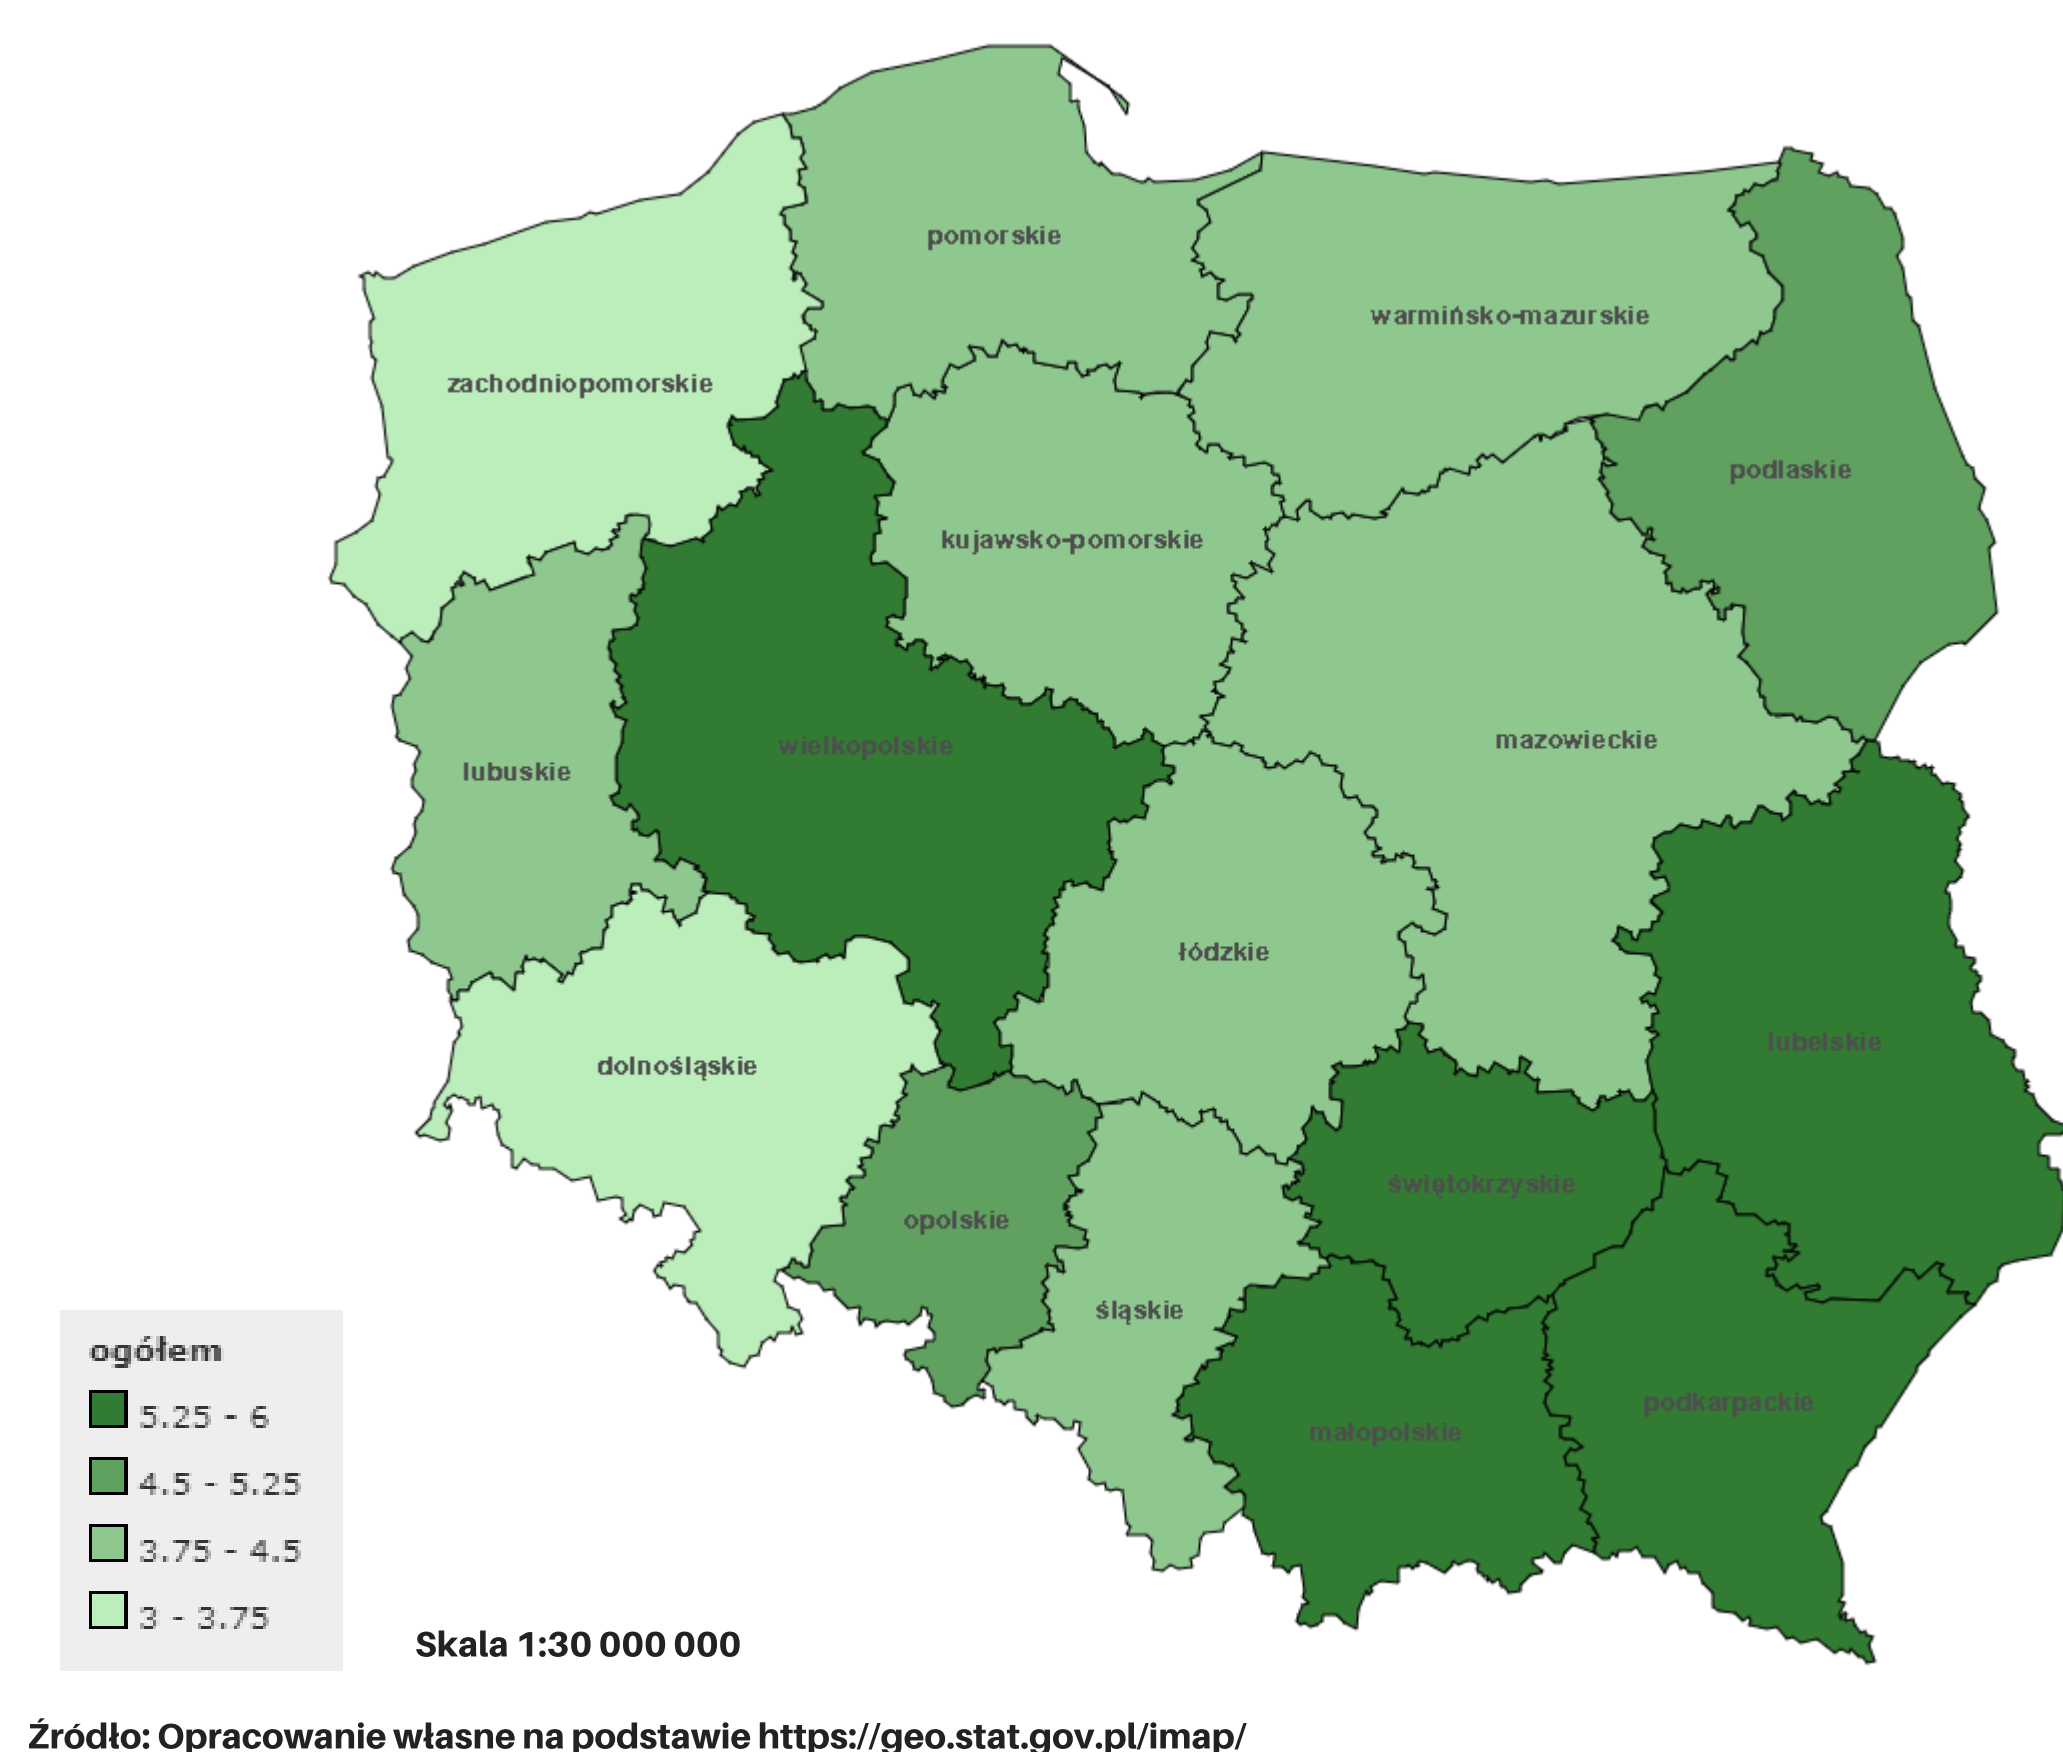 pomorskie
warmińsko-mazurskie
zachodniopomorskie
podlaskie
kujawsko-pomorskie
mazowieckie
wielkopolskie
lubuskie
łódzkie
lubelskie
dolnośląskie
świętokrzyskie
opolskie
śląskie
podkarpackie
małopolskie
ogółem
5.25 - 6
4.5 - 5.25
3.75 - 4.5
3 - 3.75
Skala 1:30 000 000
Źródło: Opracowanie własne na podstawie https://geo.stat.gov.pl/imap/